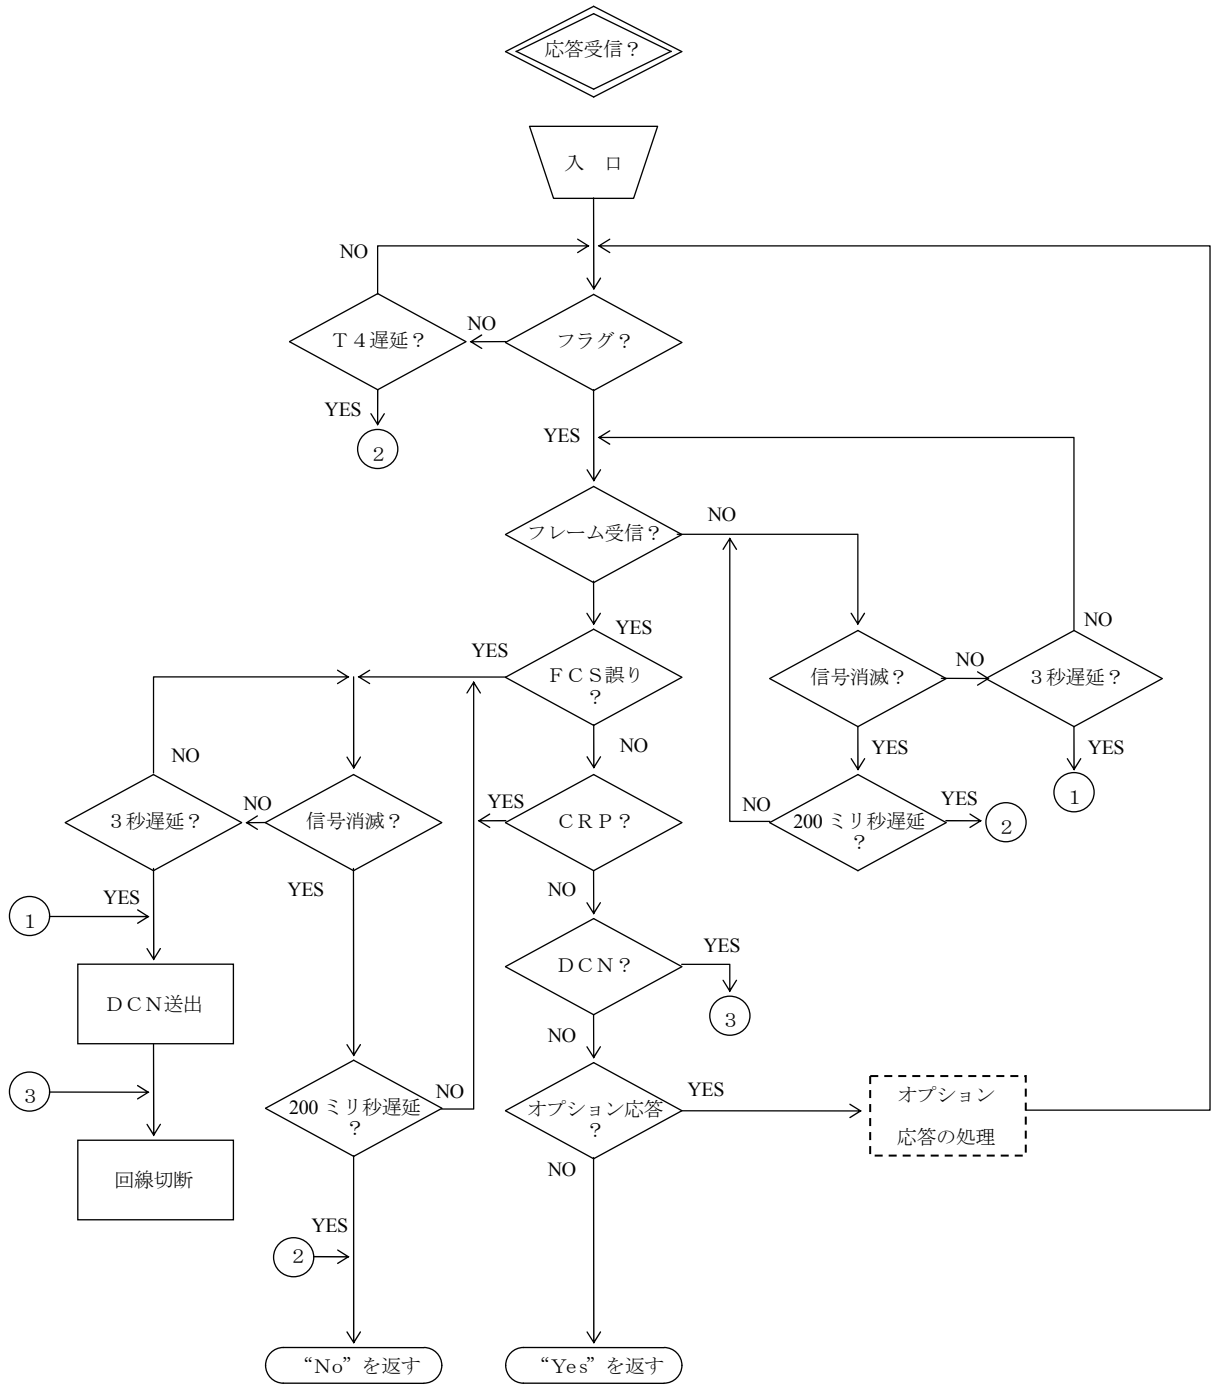 応答受信？
入　口
NO
T４遅延？
NO
フラグ？
YES
2
YES
フレーム受信？
NO
YES
YES
FCS誤り
？
信号消滅？
NO
3秒遅延？
NO
NO
NO
YES
YES
1
3秒遅延？
NO
信号消滅？
YES
CRP？
NO
200 ミリ秒遅延
？
YES
2
YES
YES
NO
1
DCN？
YES
3
DCN送出
NO
3
200 ミリ秒遅延
？
NO
オプション応答
？
YES
オプション
応答の処理
回線切断
NO
YES
2
“No”を返す
“Yes”を返す